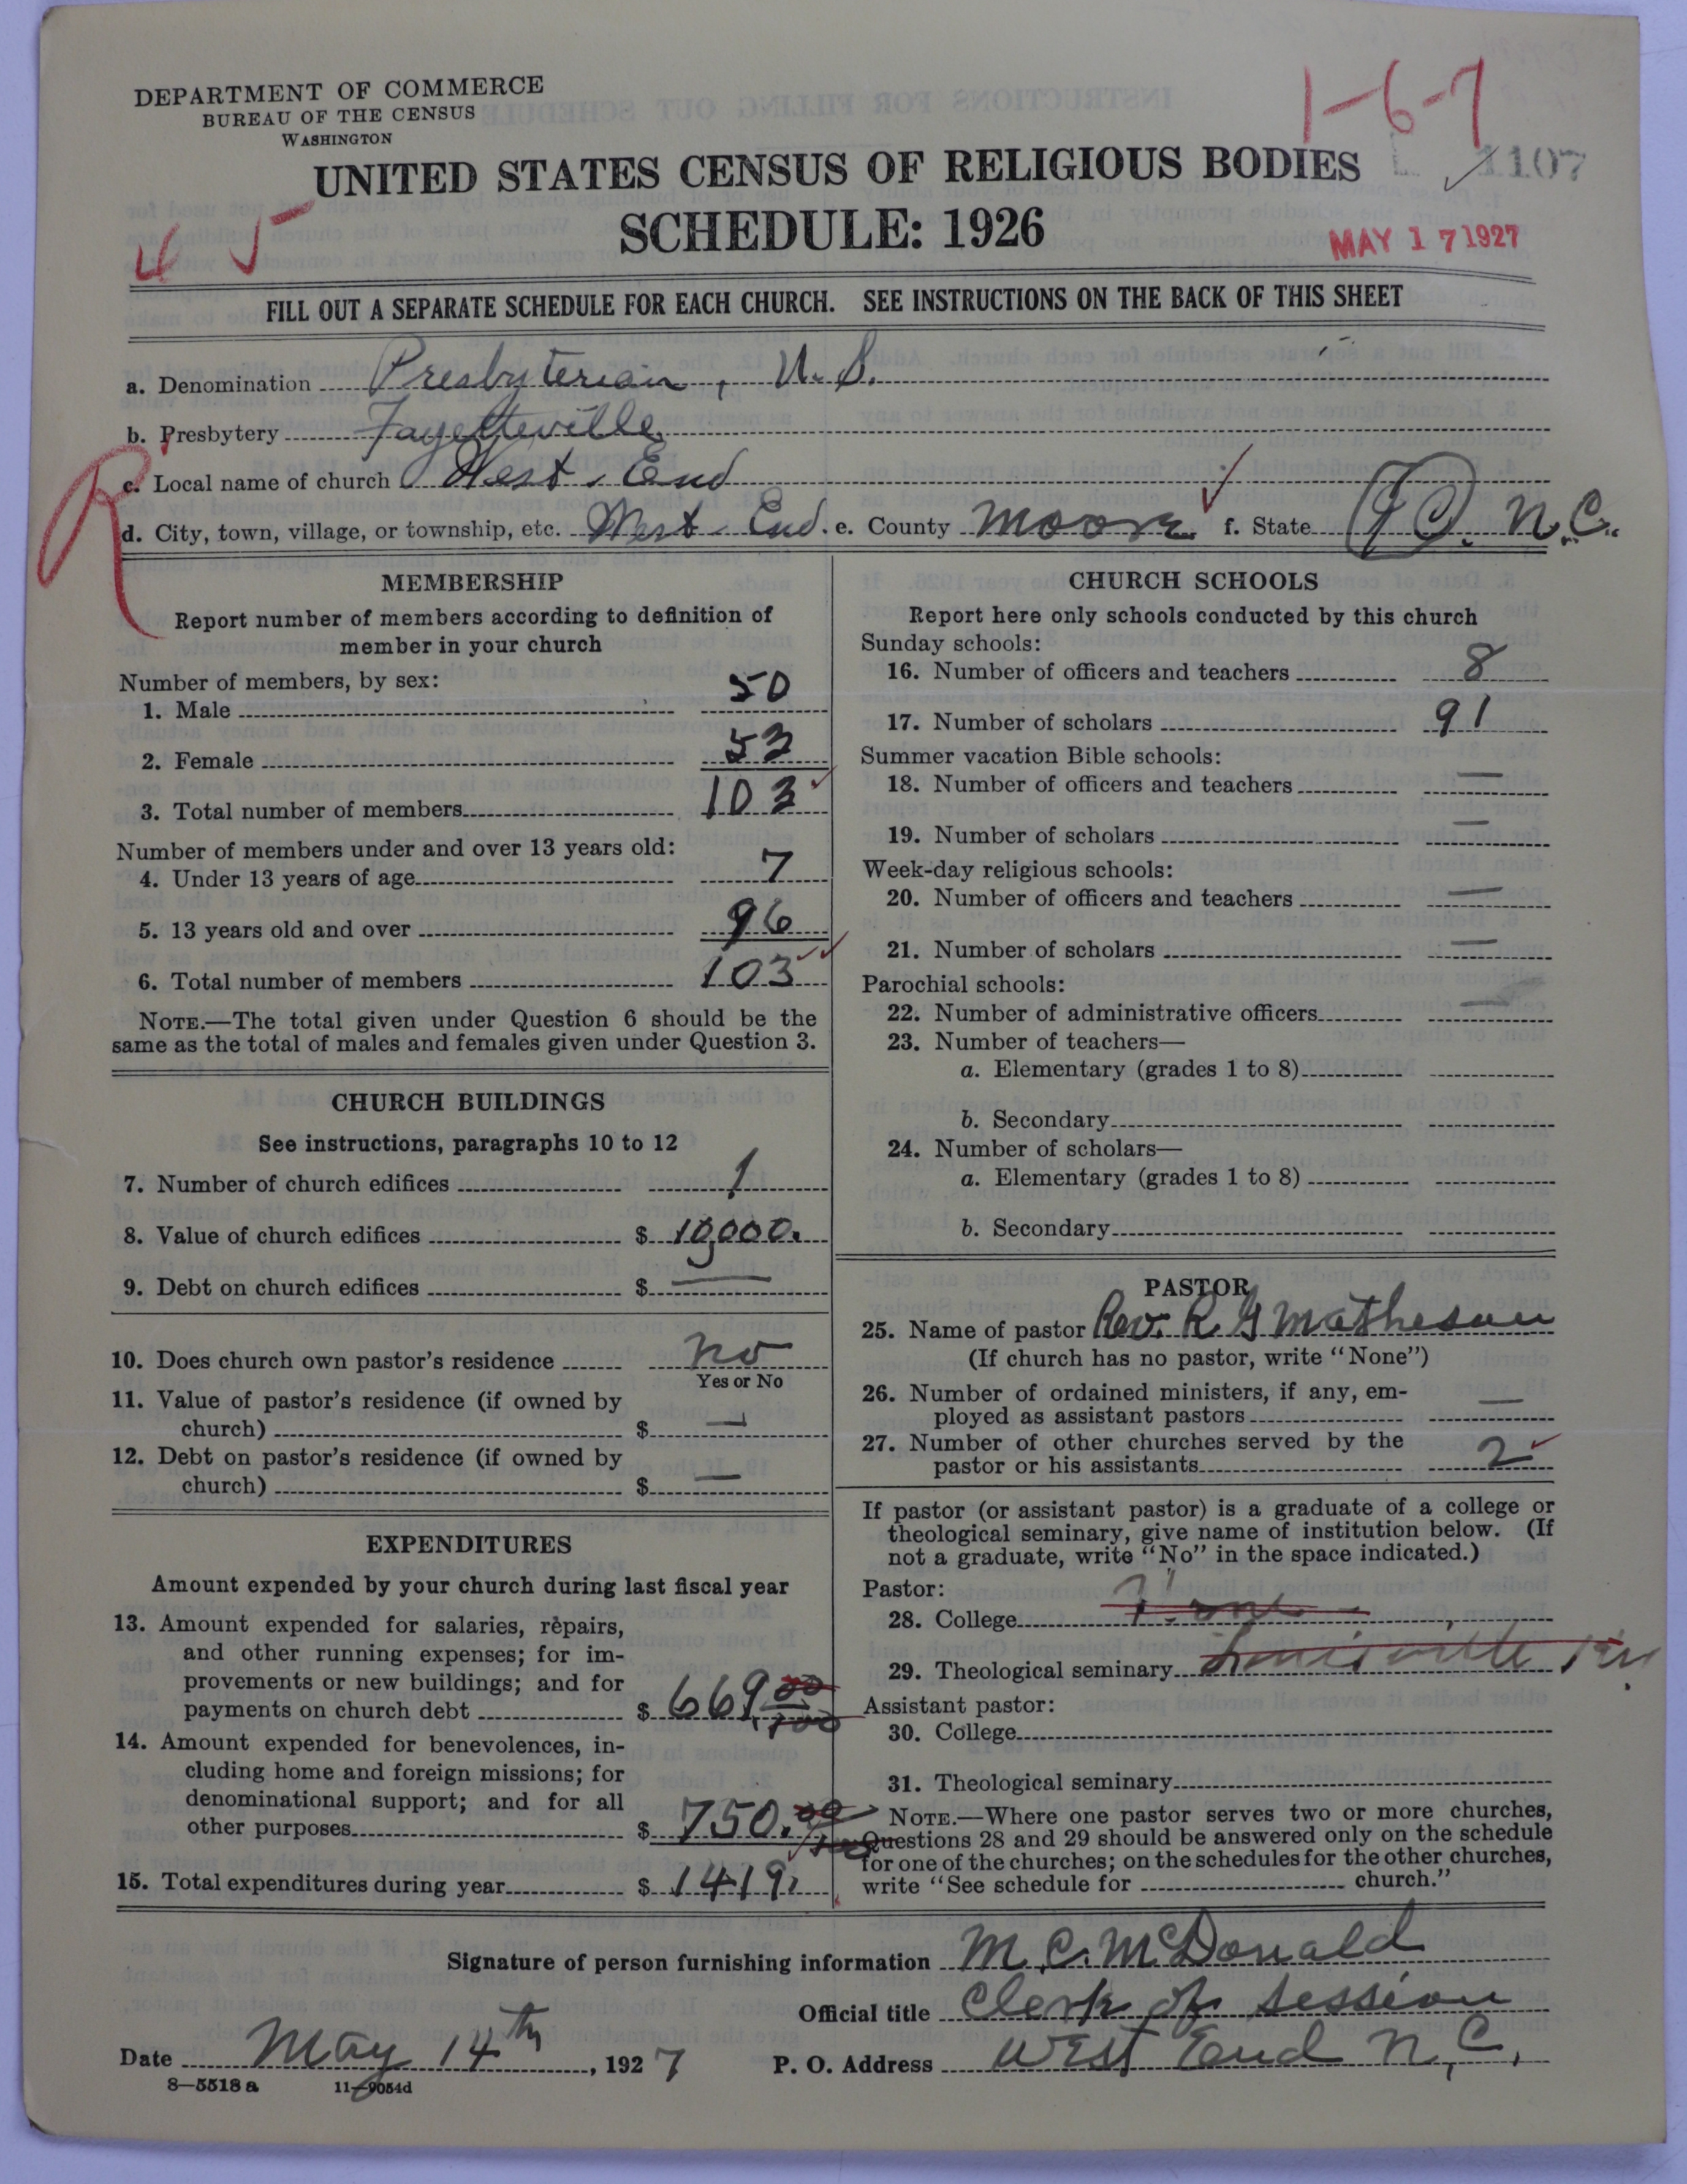 1-6-7
DEPARTMENT OF COMMERCE
BUREAU OF THE CENSUS
WASHINGTON
UNITED STATES CENSUS OF RELIGIOUS BODIES
1107
SCHEDULE: 1926
MAY 17 1927
FILL OUT A SEPARATE SCHEDULE FOR EACH CHURCH. SEE INSTRUCTIONS ON THE BACK OF THIS SHEET
a. Denomination Presbyterian, U. S.
b. Presbytery Fayetteville
c. Local name of church West End
d. City, town, village, or township, etc. West End. e. County Moore f. State N.C.
MEMBERSHIP
Report number of members according to definition of
member in your church
Number of members, by sex:
1. Male 50
2. Female 53
3. Total number of members 103
Number of members under and over 13 years old:
4. Under 13 years of age 7
5. 13 years old and over 96
6. Total number of members 103
NOTE.—The total given under Question 6 should be the
same as the total of males and females given under Question 3.
CHURCH BUILDINGS
See instructions, paragraphs 10 to 12
7. Number of church edifices 1
8. Value of church edifices $ 10,000.
9. Debt on church edifices $ —
10. Does church own pastor's residence no
Yes or No
11. Value of pastor's residence (if owned by
church) $ —
12. Debt on pastor's residence (if owned by
church) $ —
EXPENDITURES
Amount expended by your church during last fiscal year
13. Amount expended for salaries, repairs,
and other running expenses; for im-
provements or new buildings; and for
payments on church debt $ 669.00/100
14. Amount expended for benevolences, in-
cluding home and foreign missions; for
denominational support; and for all
other purposes $ 750.00/100
15. Total expenditures during year $ 1419.
CHURCH SCHOOLS
Report here only schools conducted by this church
Sunday schools:
16. Number of officers and teachers 8
17. Number of scholars 91
Summer vacation Bible schools:
18. Number of officers and teachers —
19. Number of scholars —
Week-day religious schools:
20. Number of officers and teachers —
21. Number of scholars —
Parochial schools:
22. Number of administrative officers —
23. Number of teachers—
a. Elementary (grades 1 to 8)
b. Secondary
24. Number of scholars—
a. Elementary (grades 1 to 8)
b. Secondary
PASTOR
25. Name of pastor Rev. R. G Matheson
(If church has no pastor, write "None")
26. Number of ordained ministers, if any, em-
ployed as assistant pastors —
27. Number of other churches served by the
pastor or his assistants 2
If pastor (or assistant pastor) is a graduate of a college or
theological seminary, give name of institution below. (If
not a graduate, write "No" in the space indicated.)
Pastor:
28. College
29. Theological seminary Louisville Ky.
Assistant pastor:
30. College
31. Theological seminary
NOTE.—Where one pastor serves two or more churches,
Questions 28 and 29 should be answered only on the schedule
for one of the churches; on the schedules for the other churches,
write "See schedule for church."
Signature of person furnishing information M. C. McDonald
Official title Clerk of Session
Date May 14th, 1927 P. O. Address West End N. C.
8—5518 a 11—9054d